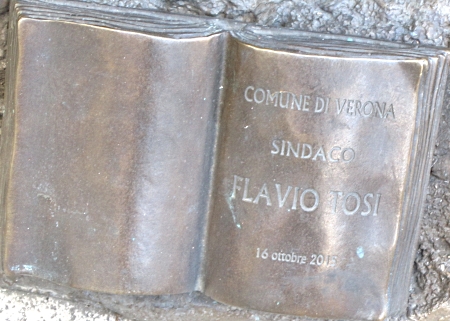 COMUNE DI VERONA
SINDACO
FLAVIO TOSI
16 ottobre 2015